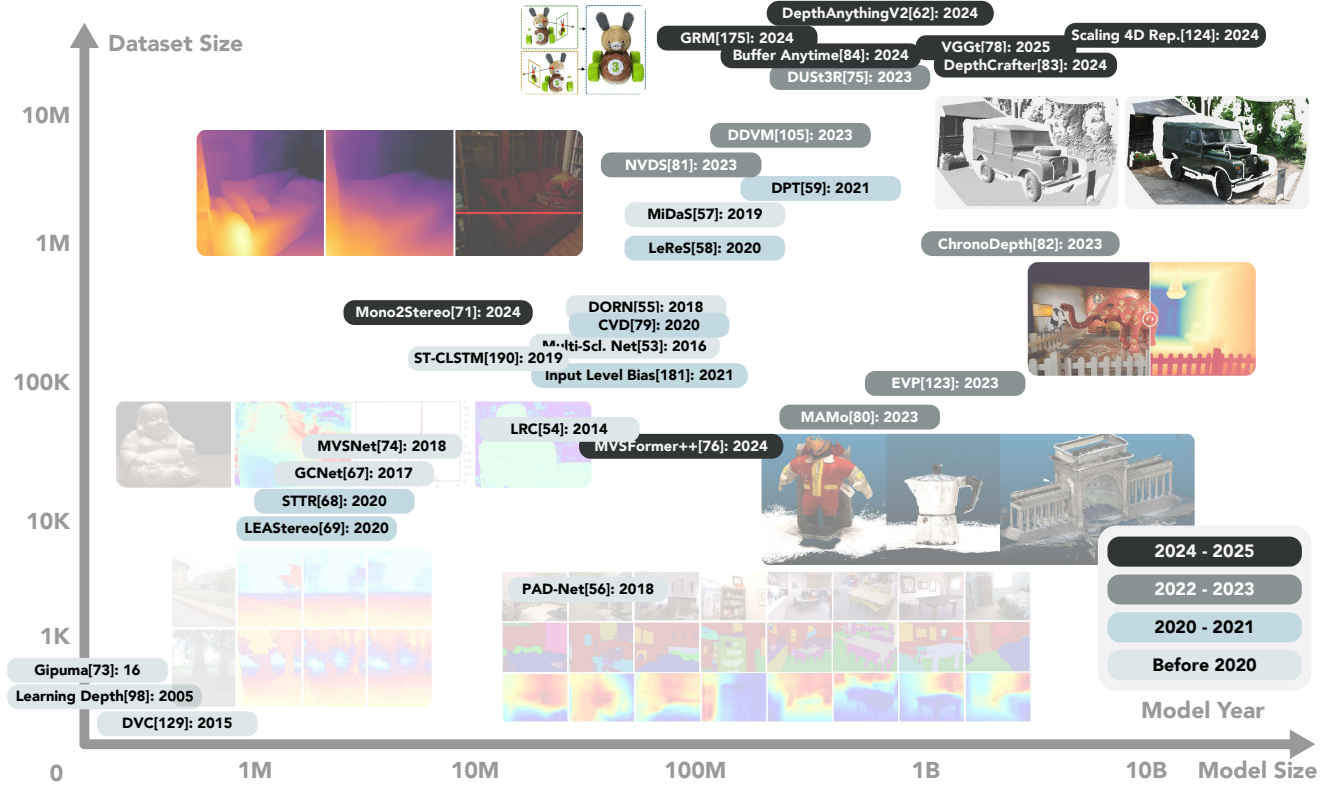 DepthAnythingV2[62]: 2024
Dataset Size
GRM[175]: 2024
Scaling 4D Rep.[124]: 2024
VGGt[78]: 2025
Buffer Anytime[84]: 2024
DepthCrafter[83]: 2024
DUSt3R[75]: 2023
10M
DDVM[105]: 2023
NVDS[81]: 2023
DPT[59]: 2021
MiDaS[57]: 2019
1M
LeReS[58]: 2020
ChronoDepth[82]: 2023
Mono2Stereo[71]: 2024
DORN[55]: 2018
CVD[79]: 2020
Multi-Scl. Net[53]: 2016
ST-CLSTM[190]: 2019
Input Level Bias[181]: 2021
100K
EVP[123]: 2023
MAMo[80]: 2023
LRC[54]: 2014
MVSNet[74]: 2018
MVSFormer++[76]: 2024
GCNet[67]: 2017
STTR[68]: 2020
10K
LEAStereo[69]: 2020
2024 - 2025
PAD-Net[56]: 2018
2022 - 2023
1K
2020 - 2021
Gipuma[73]: 16
Before 2020
Learning Depth[98]: 2005
DVC[129]: 2015
Model Year
0
1M
10M
100M
1B
10B
Model Size
3